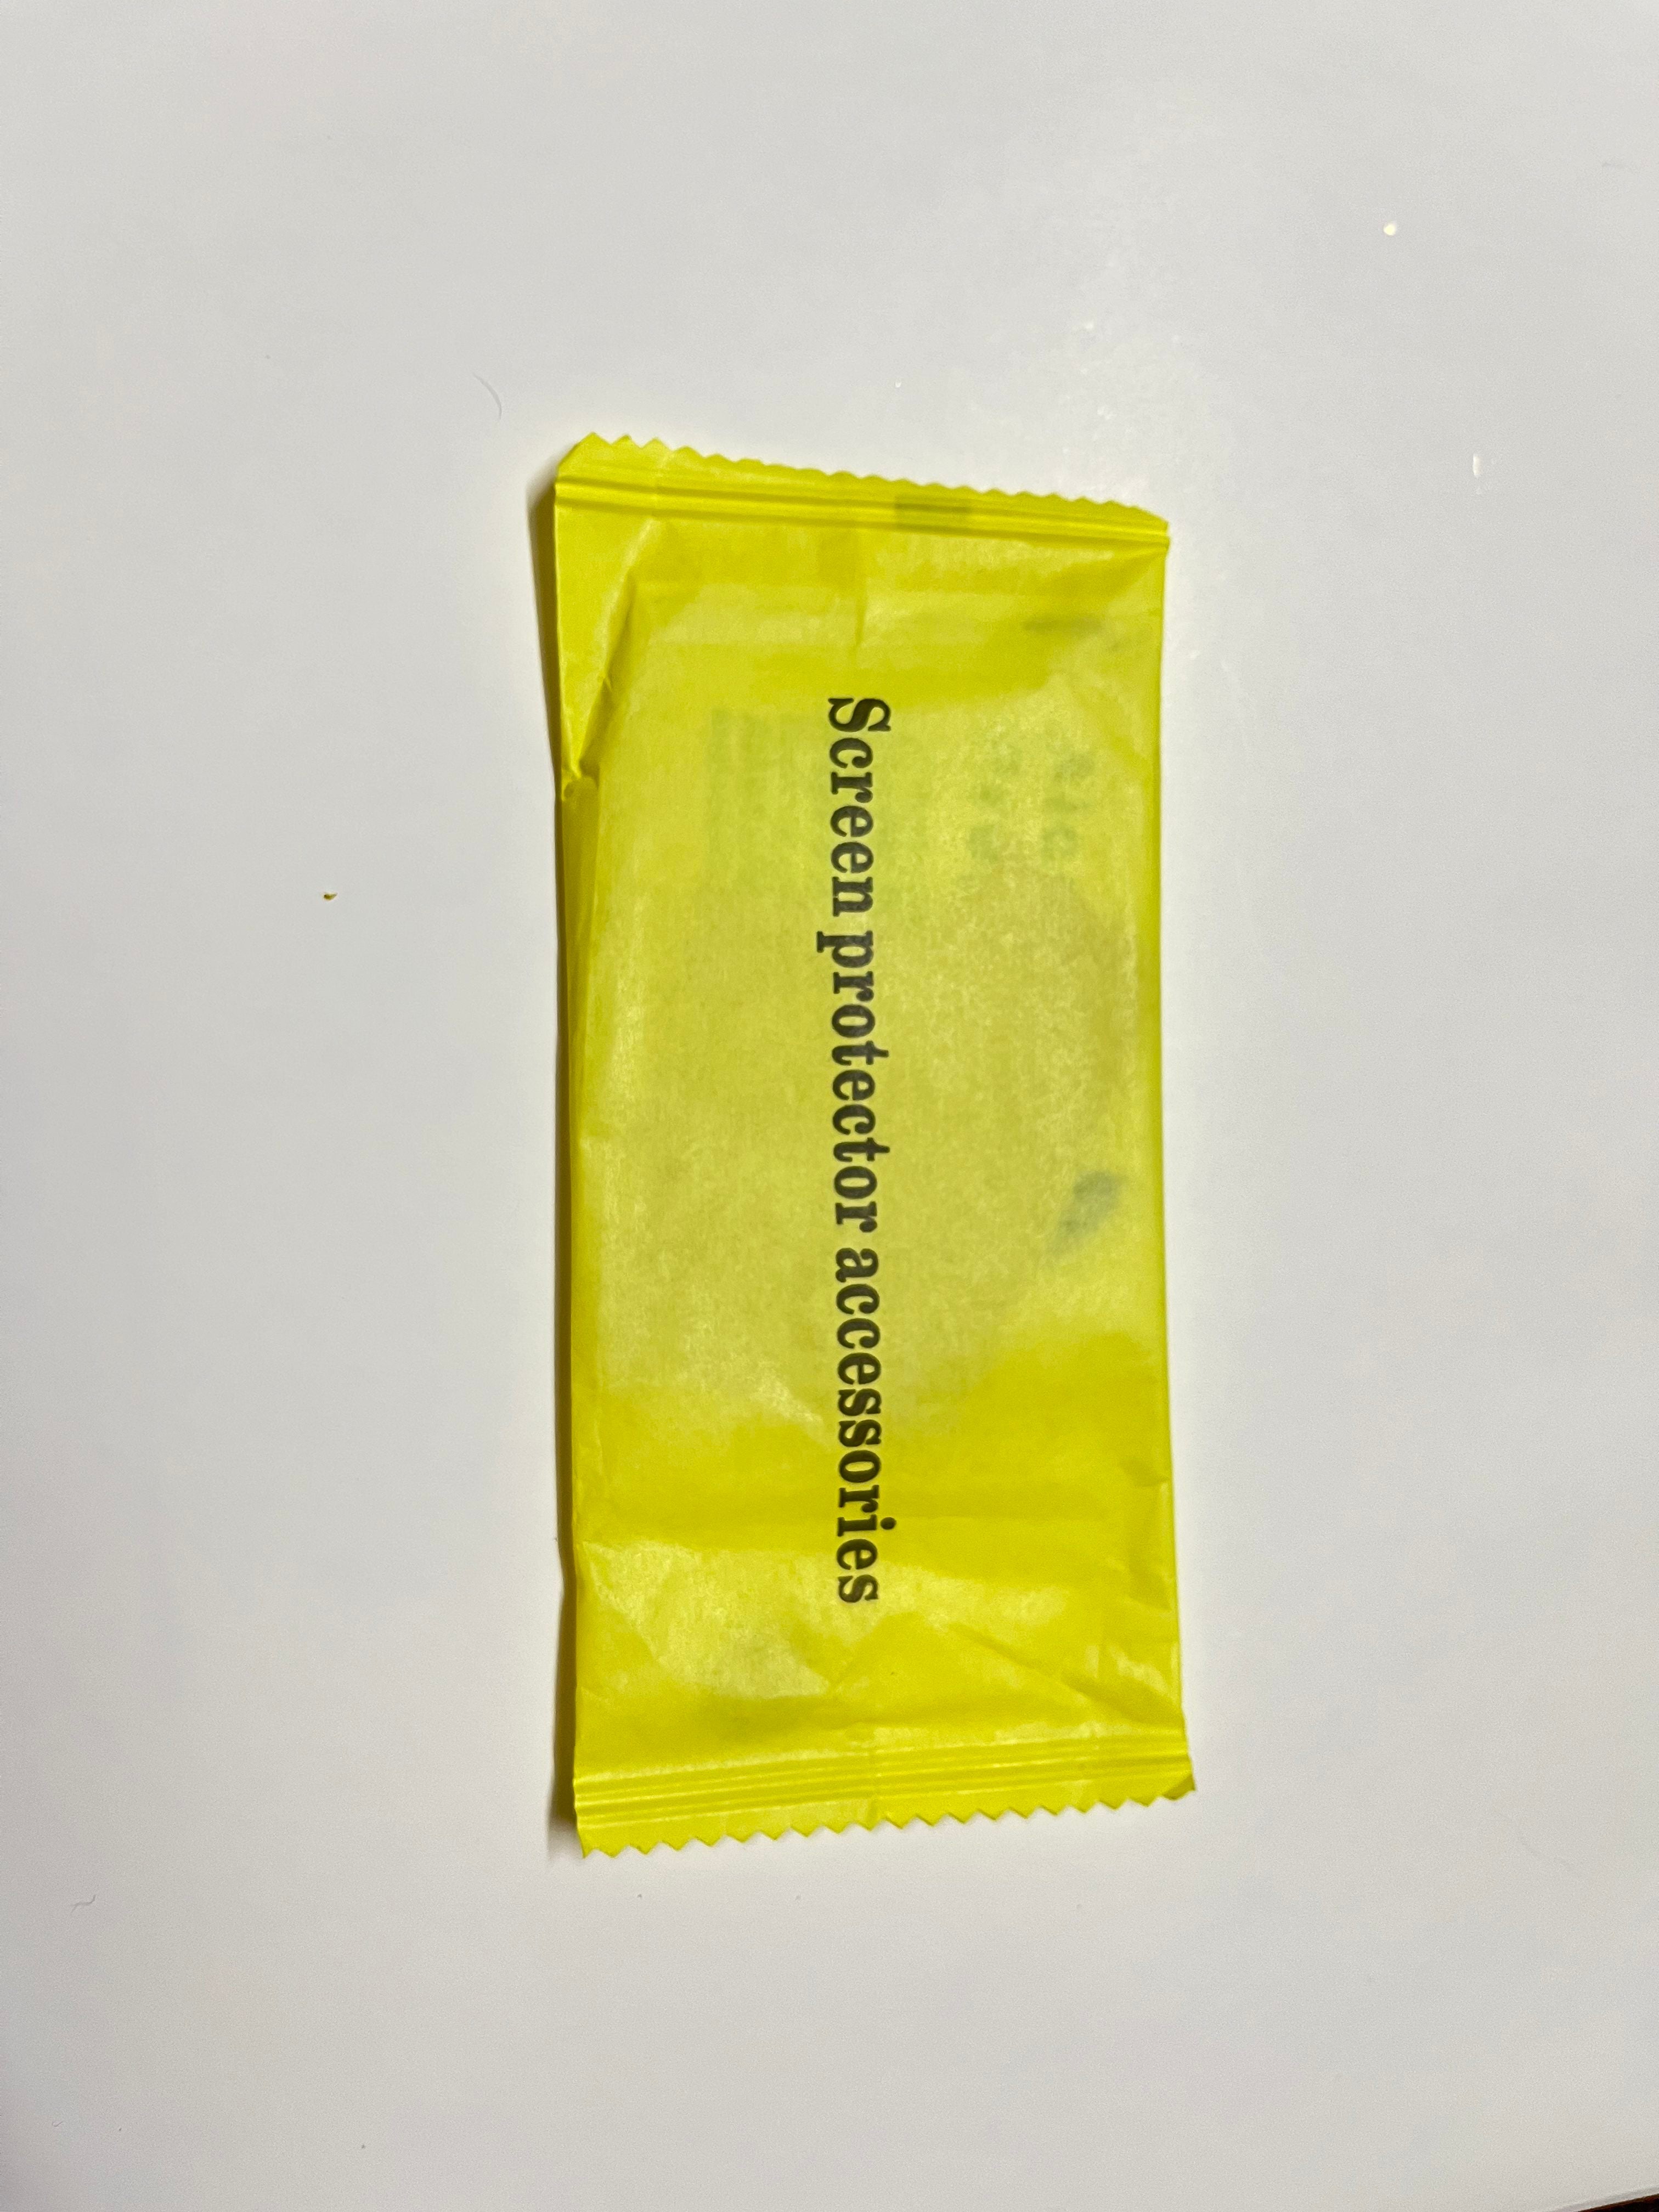 Screen protector accessories